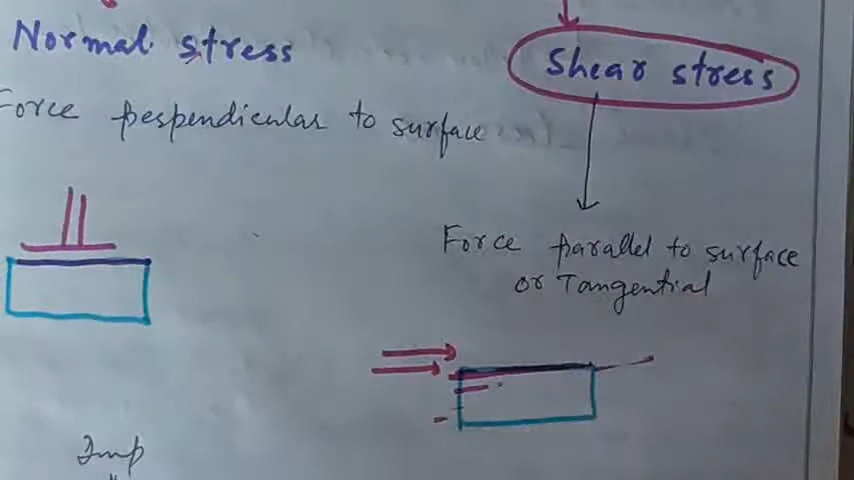 Normal stress
Shear stress
Force perpendicular to surface
Force parallel to surface
or Tangential
Imp